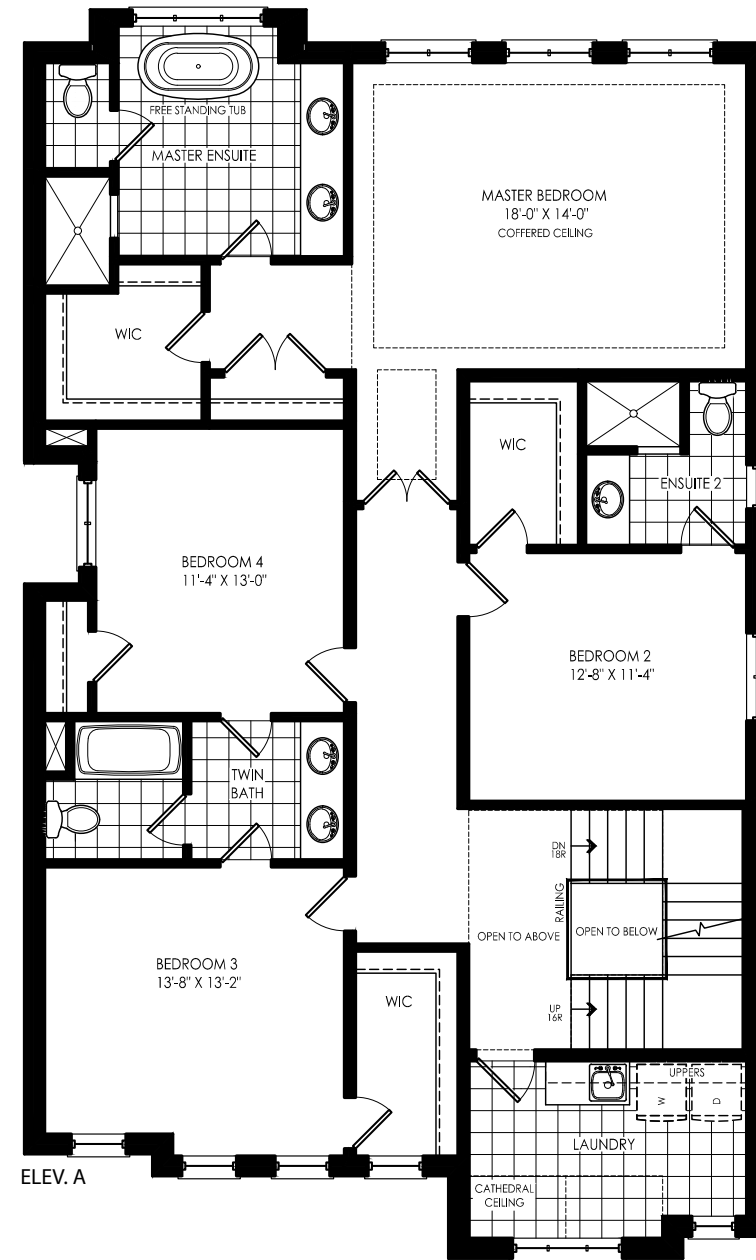 FREE STANDING TUB
MASTER ENSUITE
MASTER BEDROOM
18'-0" X 14'-0"
COFFERED CEILING
WIC
WIC
ENSUITE 2
BEDROOM 4
11'-4" X 13'-0"
BEDROOM 2
12'-8" X 11'-4"
TWIN
BATH
DN
18R
RAILING
OPEN TO ABOVE
OPEN TO BELOW
BEDROOM 3
13'-8" X 13'-2"
WIC
UP
16R
UPPERS
W
D
LAUNDRY
ELEV. A
CATHEDRAL
CEILING